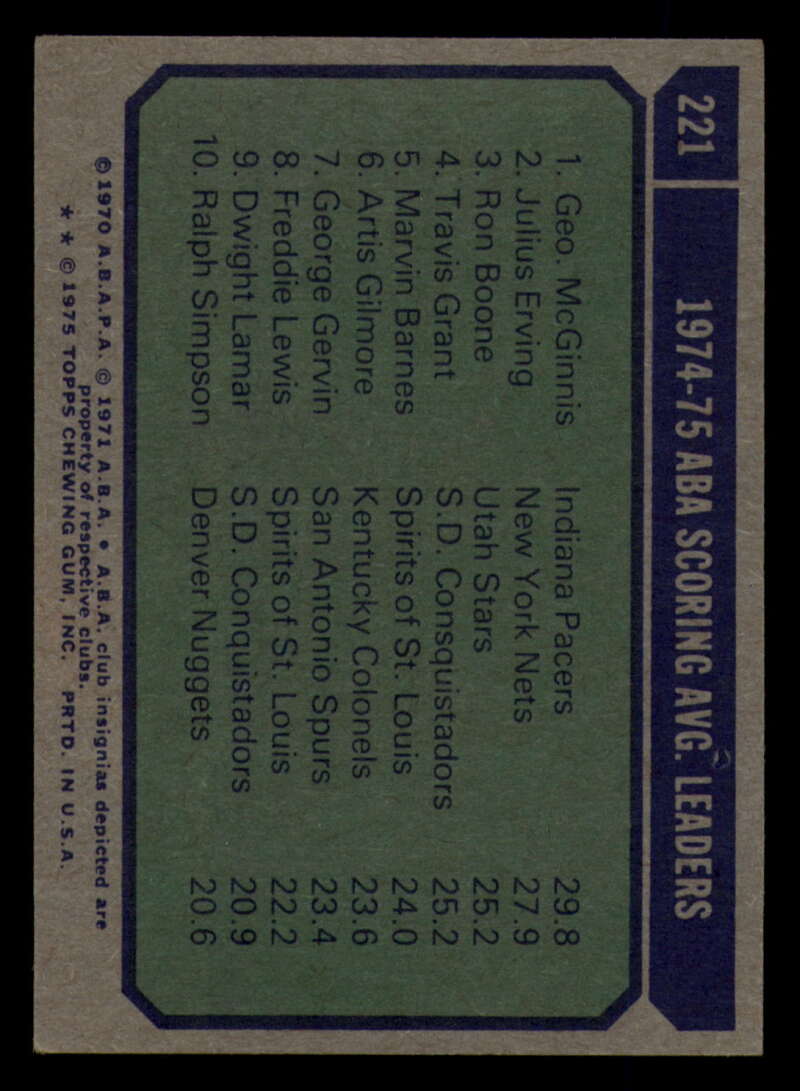 221 1974-75 ABA SCORING AVG. LEADERS
1. Geo. McGinnis Indiana Pacers 29.8
2. Julius Erving New York Nets 27.9
3. Ron Boone Utah Stars 25.2
4. Travis Grant S.D. Consquistadors 25.2
5. Marvin Barnes Spirits of St. Louis 24.0
6. Artis Gilmore Kentucky Colonels 23.6
7. George Gervin San Antonio Spurs 23.4
8. Freddie Lewis Spirits of St. Louis 22.2
9. Dwight Lamar S.D. Conquistadors 20.9
10. Ralph Simpson Denver Nuggets 20.6
©1970 A.B.A.P.A. © 1971 A.B.A. • A.B.A. club insignias depicted are
property of respective clubs.
* * © 1975 TOPPS CHEWING GUM, INC. PRTD. IN U.S.A.